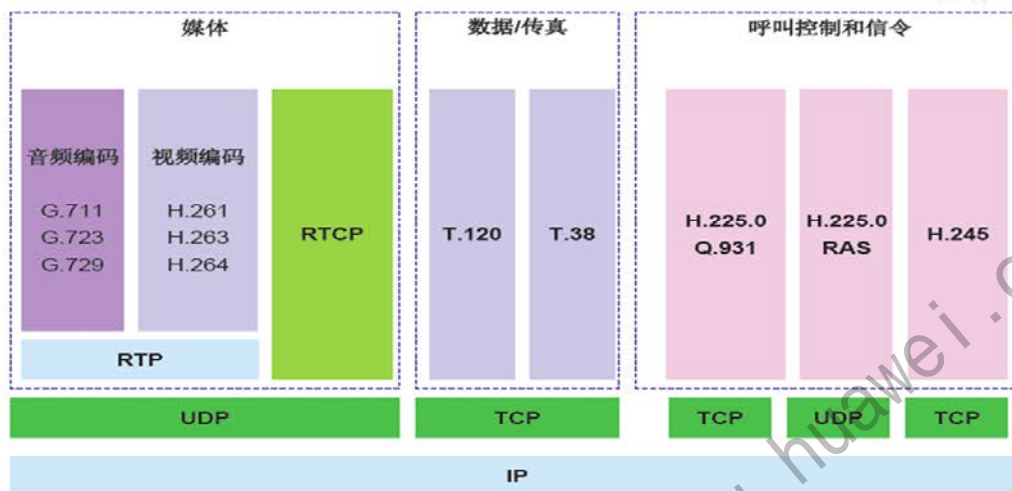 媒体
数据/传真
呼叫控制和信令
音频编码
G.711
G.723
G.729
视频编码
H.261
H.263
H.264
RTP
RTCP
T.120
T.38
H.225.0
Q.931
H.225.0
RAS
H.245
UDP
TCP
TCP
UDP
TCP
IP
huawei.c